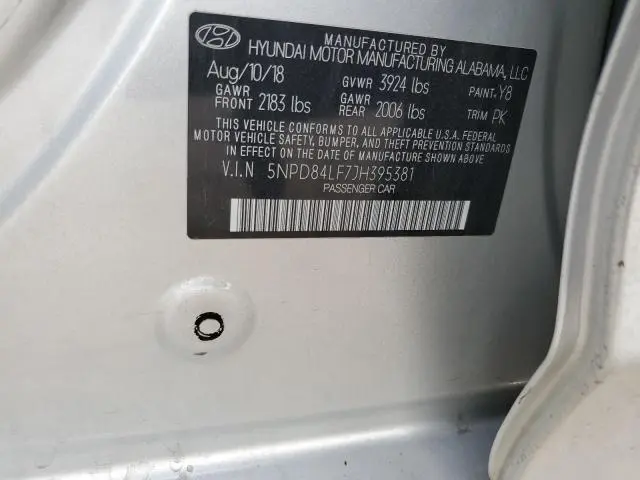 MANUFACTURED BY
HYUNDAI MOTOR MANUFACTURING ALABAMA, LLC
Aug/10/18 GVWR 3924 lbs PAINT: Y8
GAWR FRONT 2183 lbs GAWR REAR 2006 lbs TRIM PK
THIS VEHICLE CONFORMS TO ALL APPLICABLE U.S.A. FEDERAL
MOTOR VEHICLE SAFETY, BUMPER, AND THEFT PREVENTION STANDARDS
IN EFFECT ON THE DATE OF MANUFACTURE SHOWN ABOVE.
V.I.N 5NPD84LF7JH395381
PASSENGER CAR